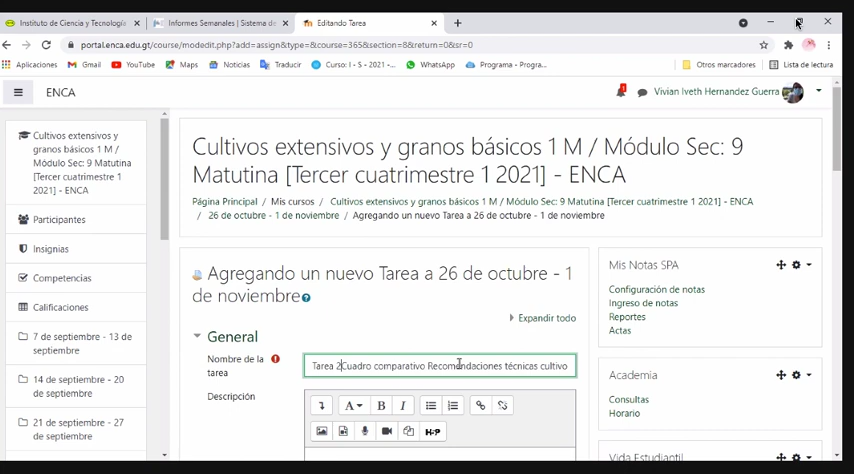 Instituto de Ciencia y Tecnología
Informes Semanales | Sistema de
Editando Tarea
portal.enca.edu.gt/course/modedit.php?add=assign&type=&course=365&section=8&return=0&sr=0
Aplicaciones
Gmail
YouTube
Maps
Noticias
Traducir
Curso: I - S - 2021 -...
WhatsApp
Programa - Progra...
Otros marcadores
Lista de lectura
ENCA
Vivian Iveth Hernandez Guerra
Cultivos extensivos y
granos básicos 1 M /
Módulo Sec: 9 Matutina
[Tercer cuatrimestre 1
2021] - ENCA
Participantes
Insignias
Competencias
Calificaciones
7 de septiembre - 13 de
septiembre
14 de septiembre - 20
de septiembre
21 de septiembre - 27
de septiembre
Cultivos extensivos y granos básicos 1 M / Módulo Sec: 9
Matutina [Tercer cuatrimestre 1 2021] - ENCA
Página Principal / Mis cursos / Cultivos extensivos y granos básicos 1 M / Módulo Sec: 9 Matutina [Tercer cuatrimestre 1 2021] - ENCA
/ 26 de octubre - 1 de noviembre / Agregando un nuevo Tarea a 26 de octubre - 1 de noviembre
Agregando un nuevo Tarea a 26 de octubre - 1
de noviembre
Expandir todo
General
Nombre de la
tarea
Tarea 2Cuadro comparativo Recomendaciones técnicas cultivo
Descripción
A
B
I
H-P
Mis Notas SPA
Configuración de notas
Ingreso de notas
Reportes
Actas
Academia
Consultas
Horario
Vida Estudiantil